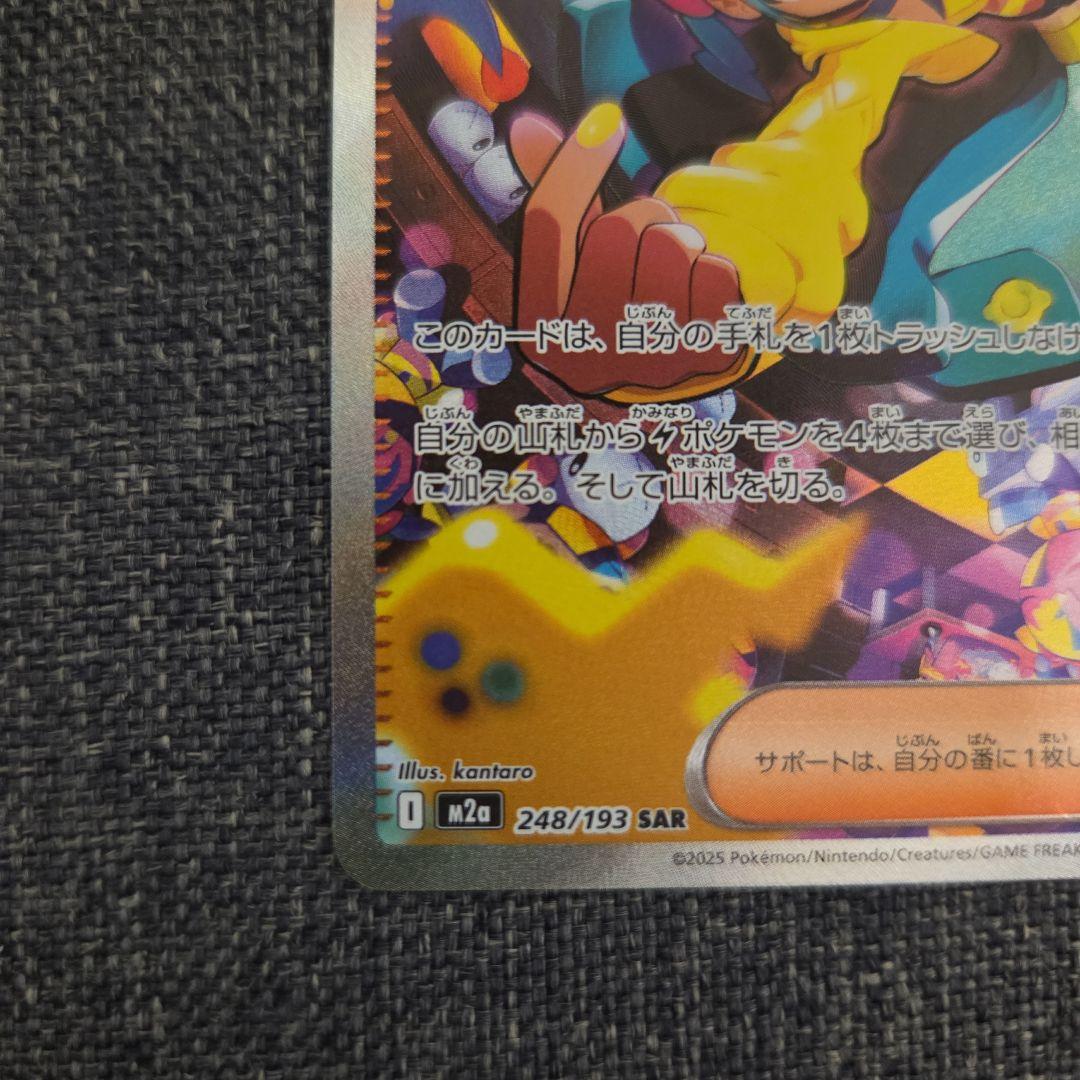 このカードは、自分の手札を1枚トラッシュしなけ
自分の山札からポケモンを4枚まで選び、相
に加える。そして山札を切る。
サポートは、自分の番に1枚し
Illus. kantaro
I M2a 248/193 SAR
©2025 Pokémon/Nintendo/Creatures/GAME FREAK